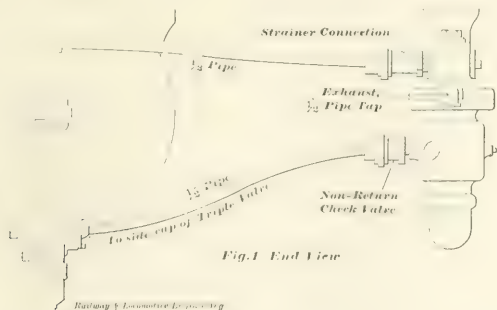 Strainer Connection
½ Pipe
Exhaust,
½ Pipe Tap
½ Pipe
to side cap of Triple Valve
Non-Return
Check Valve
Fig.1 End View
Railway & Locomotive